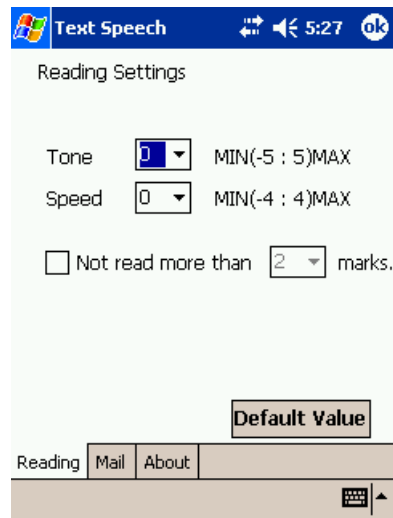 Text Speech 5:27 ok
Reading Settings
Tone 0 MIN(-5 : 5)MAX
Speed 0 MIN(-4 : 4)MAX
Not read more than 2 marks.
Default Value
Reading Mail About